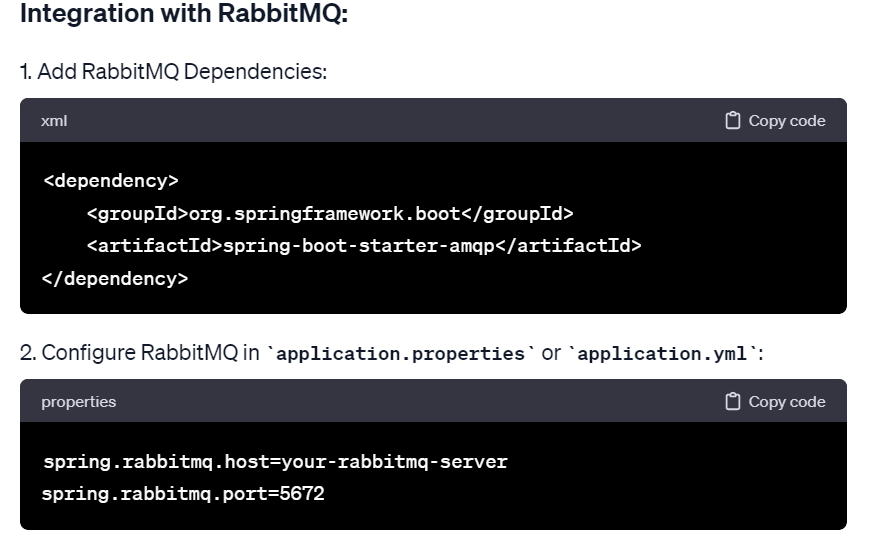 Integration with RabbitMQ:
1. Add RabbitMQ Dependencies:
xml
Copy code
<dependency>
    <groupId>org.springframework.boot</groupId>
    <artifactId>spring-boot-starter-amqp</artifactId>
</dependency>
2. Configure RabbitMQ in `application.properties` or `application.yml`:
properties
Copy code
spring.rabbitmq.host=your-rabbitmq-server
spring.rabbitmq.port=5672